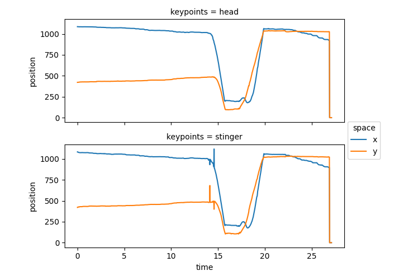 keypoints = head
1000
750
500
250
0
position
keypoints = stinger
1000
750
500
250
0
position
0 5 10 15 20 25
time
space
x
y